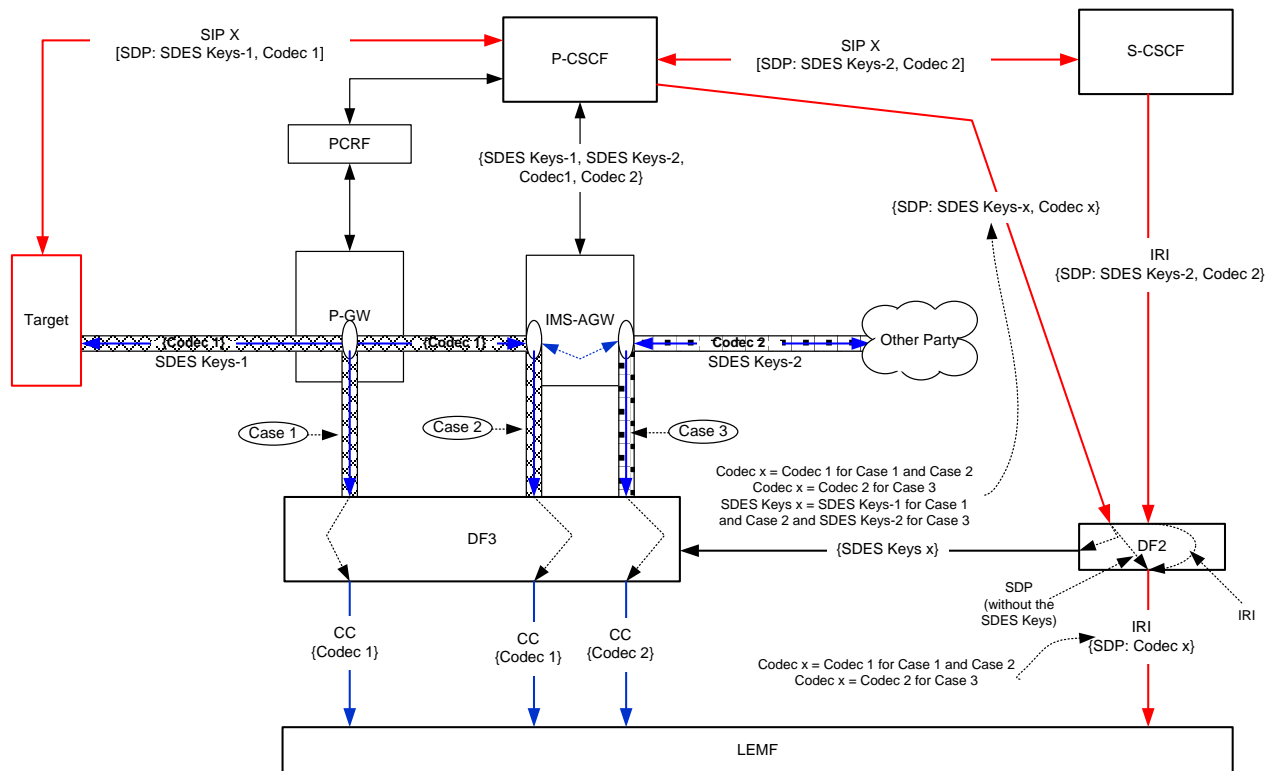 SIP X
[SDP: SDES Keys-1, Codec 1]
P-CSCF
SIP X
[SDP: SDES Keys-2, Codec 2]
S-CSCF
PCRF
{SDES Keys-1, SDES Keys-2,
Codec1, Codec 2}
{SDP: SDES Keys-x, Codec x}
IRI
{SDP: SDES Keys-2, Codec 2}
Target
P-GW
IMS-AGW
Other Party
{Codec 1}
{Codec 1}
Codec 2
SDES Keys-1
SDES Keys-2
Case 1
Case 2
Case 3
Codec x = Codec 1 for Case 1 and Case 2
Codec x = Codec 2 for Case 3
SDES Keys x = SDES Keys-1 for Case 1
and Case 2 and SDES Keys-2 for Case 3
DF3
{SDES Keys x}
DF2
SDP
(without the
SDES Keys)
IRI
CC
{Codec 1}
CC
{Codec 1}
CC
{Codec 2}
IRI
{SDP: Codec x}
Codec x = Codec 1 for Case 1 and Case 2
Codec x = Codec 2 for Case 3
LEMF